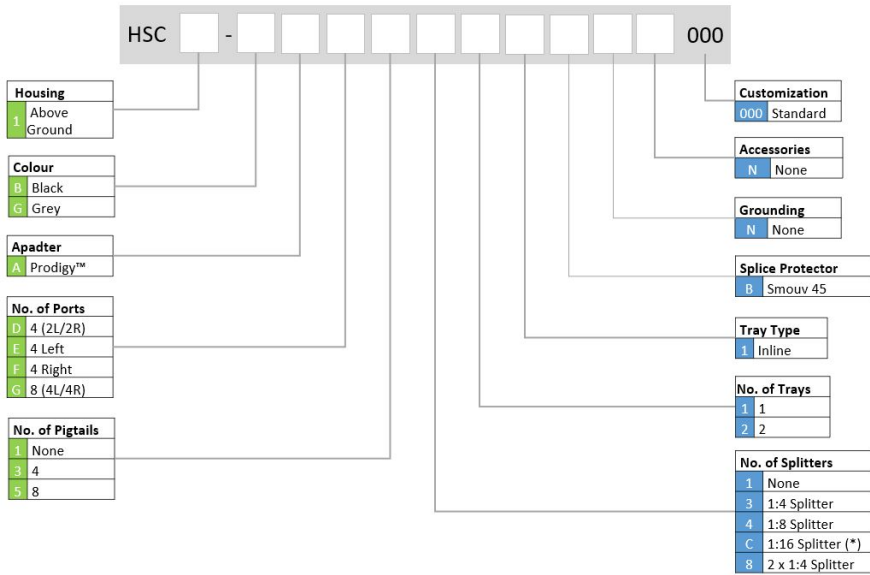 HSC - 000
Housing
1 Above Ground
Colour
B Black
G Grey
Apadter
A Prodigy™
No. of Ports
D 4 (2L/2R)
E 4 Left
F 4 Right
G 8 (4L/4R)
No. of Pigtails
1 None
3 4
5 8
Customization
000 Standard
Accessories
N None
Grounding
N None
Splice Protector
B Smouv 45
Tray Type
1 Inline
No. of Trays
1 1
2 2
No. of Splitters
1 None
3 1:4 Splitter
4 1:8 Splitter
C 1:16 Splitter (*)
8 2 x 1:4 Splitter